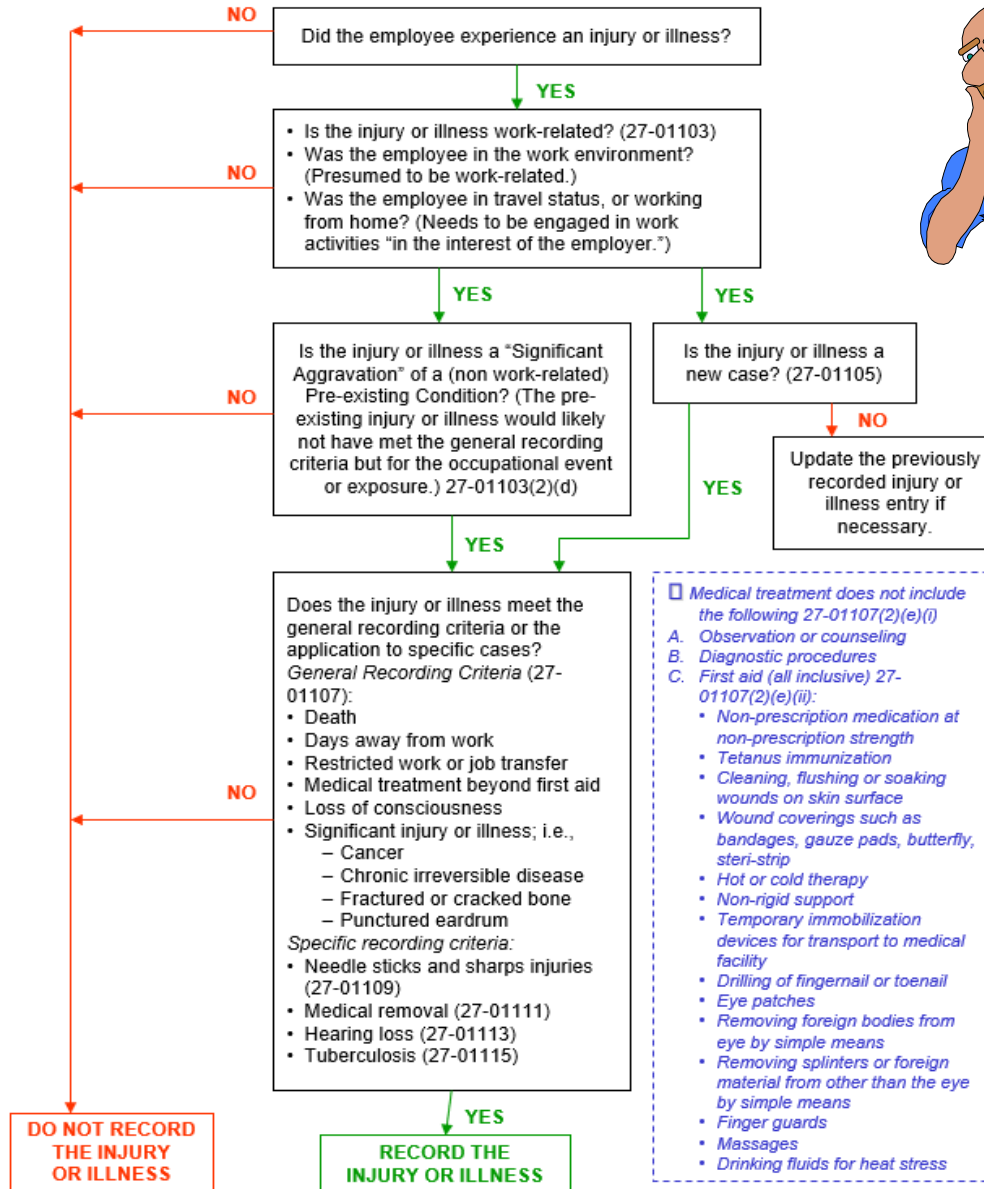 NO
Did the employee experience an injury or illness?
YES
• Is the injury or illness work-related? (27-01103)
• Was the employee in the work environment?
(Presumed to be work-related.)
• Was the employee in travel status, or working
from home? (Needs to be engaged in work
activities “in the interest of the employer.”)
NO
YES
YES
Is the injury or illness a “Significant
Aggravation” of a (non work-related)
Pre-existing Condition? (The pre-
existing injury or illness would likely
not have met the general recording
criteria but for the occupational event
or exposure.) 27-01103(2)(d)
NO
Is the injury or illness a
new case? (27-01105)
NO
Update the previously
recorded injury or
illness entry if
necessary.
YES
YES
Does the injury or illness meet the
general recording criteria or the
application to specific cases?
General Recording Criteria (27-
01107):
• Death
• Days away from work
• Restricted work or job transfer
• Medical treatment beyond first aid
• Loss of consciousness
• Significant injury or illness; i.e.,
– Cancer
– Chronic irreversible disease
– Fractured or cracked bone
– Punctured eardrum
Specific recording criteria:
• Needle sticks and sharps injuries
(27-01109)
• Medical removal (27-01111)
• Hearing loss (27-01113)
• Tuberculosis (27-01115)
NO
Medical treatment does not include
the following 27-01107(2)(e)(i)
A. Observation or counseling
B. Diagnostic procedures
C. First aid (all inclusive) 27-
01107(2)(e)(ii):
• Non-prescription medication at
non-prescription strength
• Tetanus immunization
• Cleaning, flushing or soaking
wounds on skin surface
• Wound coverings such as
bandages, gauze pads, butterfly,
steri-strip
• Hot or cold therapy
• Non-rigid support
• Temporary immobilization
devices for transport to medical
facility
• Drilling of fingernail or toenail
• Eye patches
• Removing foreign bodies from
eye by simple means
• Removing splinters or foreign
material from other than the eye
by simple means
• Finger guards
• Massages
• Drinking fluids for heat stress
YES
DO NOT RECORD
THE INJURY
OR ILLNESS
RECORD THE
INJURY OR ILLNESS